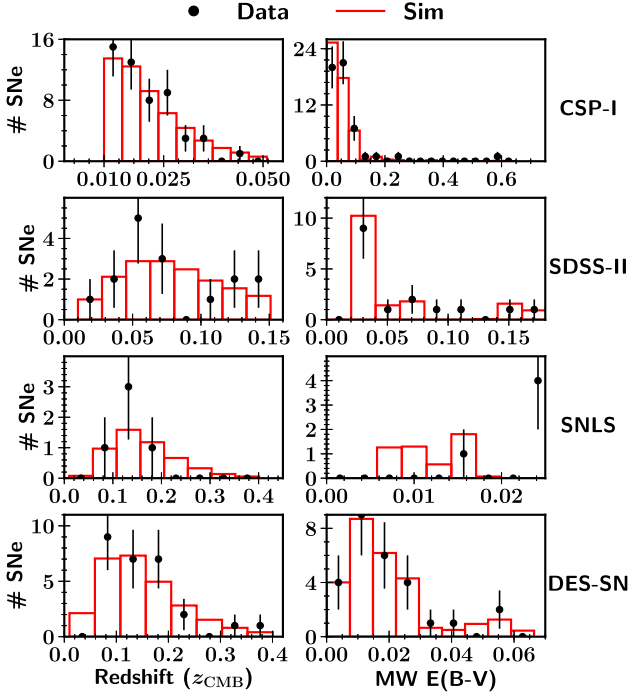 Data Sim
16
8
0
0.010 0.025 0.050
# SNe
24
12
0
0.0 0.2 0.4 0.6
CSP-I
4
2
0
0.00 0.05 0.10 0.15
# SNe
10
5
0
0.00 0.05 0.10 0.15
SDSS-II
3
2
1
0
0.0 0.1 0.2 0.3 0.4
# SNe
4
3
2
1
0
0.01 0.02
SNLS
10
5
0
0.0 0.1 0.2 0.3 0.4
# SNe
Redshift (zCMB)
8
4
0
0.00 0.02 0.04 0.06
MW E(B-V)
DES-SN